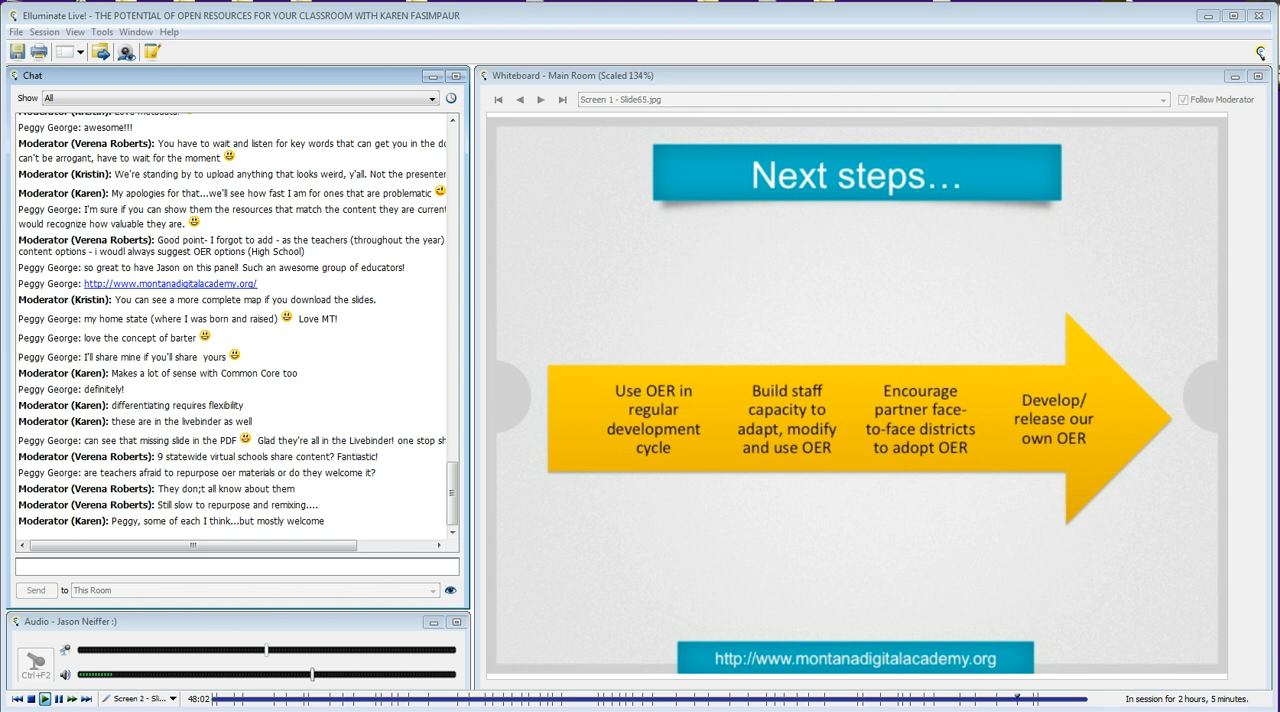 Elluminate Live! - THE POTENTIAL OF OPEN RESOURCES FOR YOUR CLASSROOM WITH KAREN FASIMPAUR
File Session View Tools Window Help
Chat
Show All
Moderator (Kristin): Love metadata!
Peggy George: awesome!!!
Moderator (Verena Roberts): You have to wait and listen for key words that can get you in the do
can't be arrogant, have to wait for the moment
Moderator (Kristin): We're standing by to upload anything that looks weird, y'all. Not the presenter
Moderator (Karen): My apologies for that...we'll see how fast I am for ones that are problematic
Peggy George: I'm sure if you can show them the resources that match the content they are current
would recognize how valuable they are.
Moderator (Verena Roberts): Good point- I forgot to add - as the teachers (throughout the year)
content options - i woudl always suggest OER options (High School)
Peggy George: so great to have Jason on this panel! Such an awesome group of educators!
Peggy George: http://www.montanadigitalacademy.org/
Moderator (Kristin): You can see a more complete map if you download the slides.
Peggy George: my home state (where I was born and raised) Love MT!
Peggy George: love the concept of barter
Peggy George: I'll share mine if you'll share yours
Moderator (Karen): Makes a lot of sense with Common Core too
Peggy George: definitely!
Moderator (Karen): differentiating requires flexibility
Moderator (Karen): these are in the livebinder as well
Peggy George: can see that missing slide in the PDF Glad they're all in the Livebinder! one stop sh
Moderator (Verena Roberts): 9 statewide virtual schools share content? Fantastic!
Peggy George: are teachers afraid to repurpose oer materials or do they welcome it?
Moderator (Verena Roberts): They don;t all know about them
Moderator (Verena Roberts): Still slow to repurpose and remixing....
Moderator (Karen): Peggy, some of each I think...but mostly welcome
Send to This Room
Audio - Jason Neiffer :)
Ctrl+F2
Screen 2 - Sli...
48:02
In session for 2 hours, 5 minutes.
Whiteboard - Main Room (Scaled 134%)
Screen 1 - Slide65.jpg
Follow Moderator
Next steps...
Use OER in
regular
development
cycle
Build staff
capacity to
adapt, modify
and use OER
Encourage
partner face-
to-face districts
to adopt OER
Develop/
release our
own OER
http://www.montanadigitalacademy.org